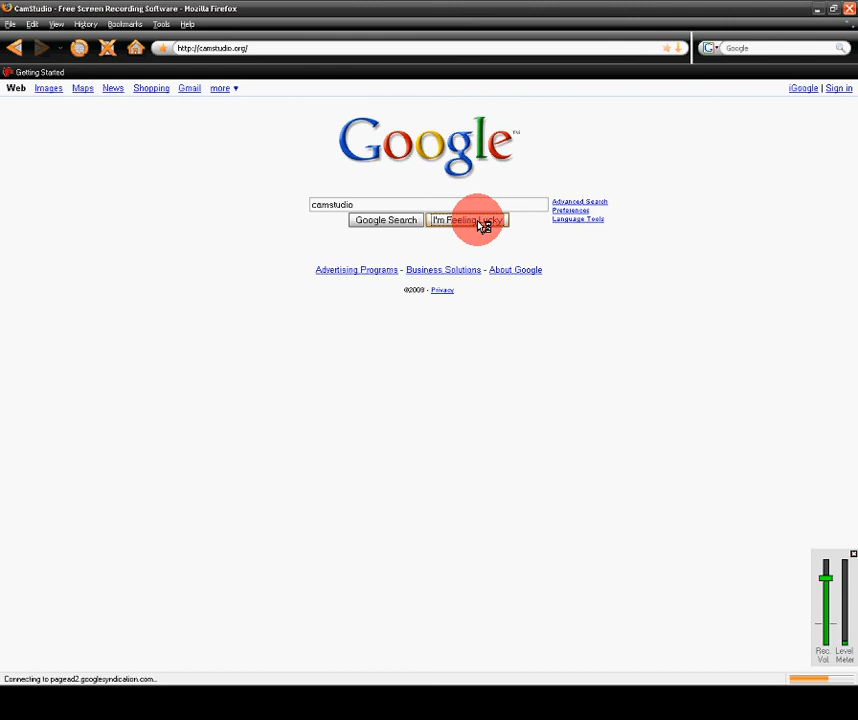 CamStudio - Free Screen Recording Software - Mozilla Firefox
File Edit View History Bookmarks Tools Help
http://camstudio.org/
G Google
Getting Started
Web Images Maps News Shopping Gmail more ▼ iGoogle | Sign in
Google™
camstudio Advanced Search
Preferences
Google Search I'm Feeling Lucky Language Tools
Advertising Programs - Business Solutions - About Google
©2009 - Privacy
Rec. Level
Vol Meter
Connecting to pagead2.googlesyndication.com...